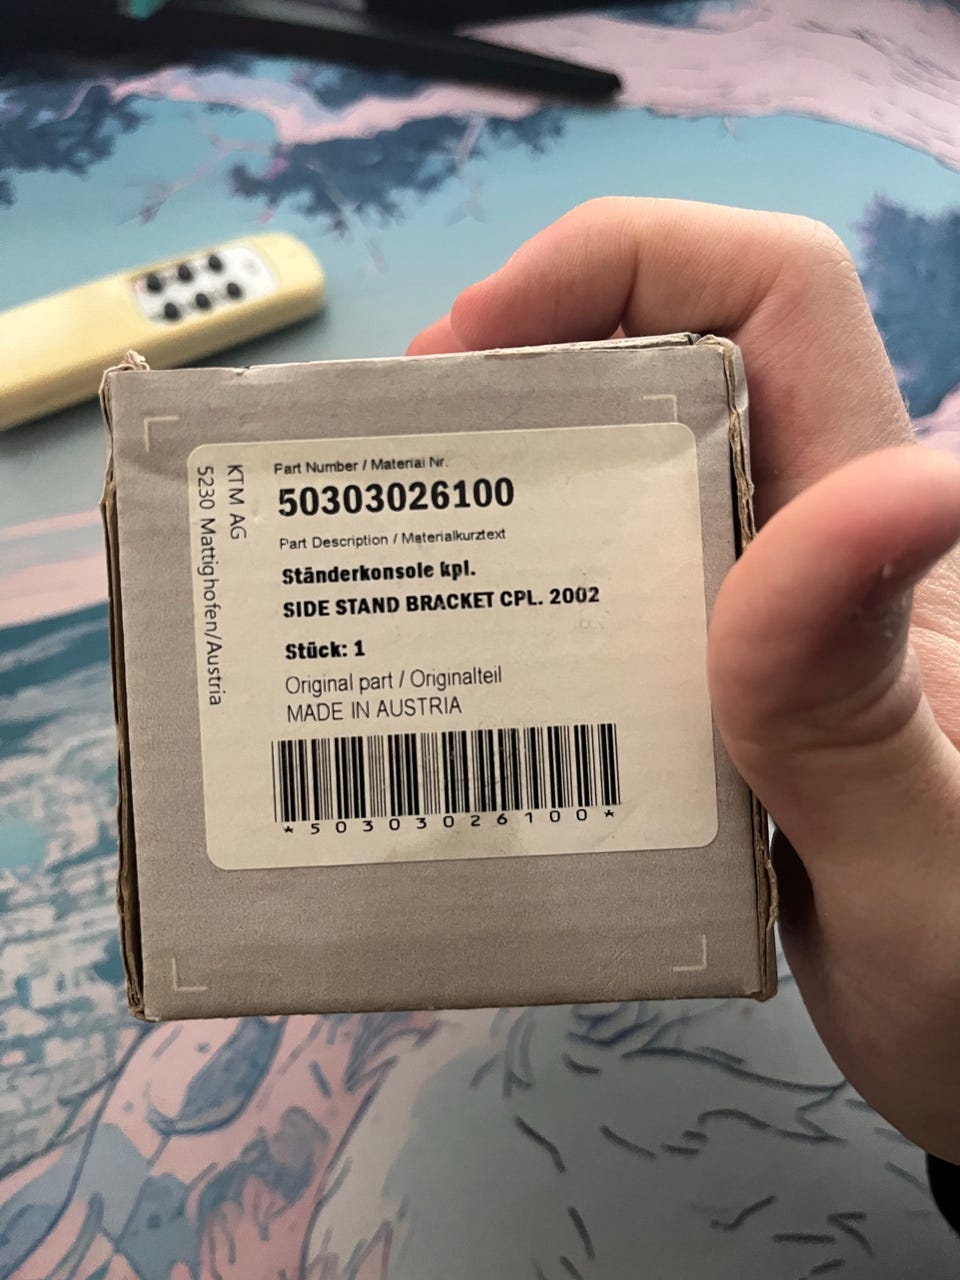 KTM AG
5230 Mattighofen/Austria
Part Number / Material Nr.
50303026100
Part Description / Materialkurztext
Ständerkonsole kpl.
SIDE STAND BRACKET CPL. 2002
Stück: 1
Original part / Originalteil
MADE IN AUSTRIA
*50303026100*